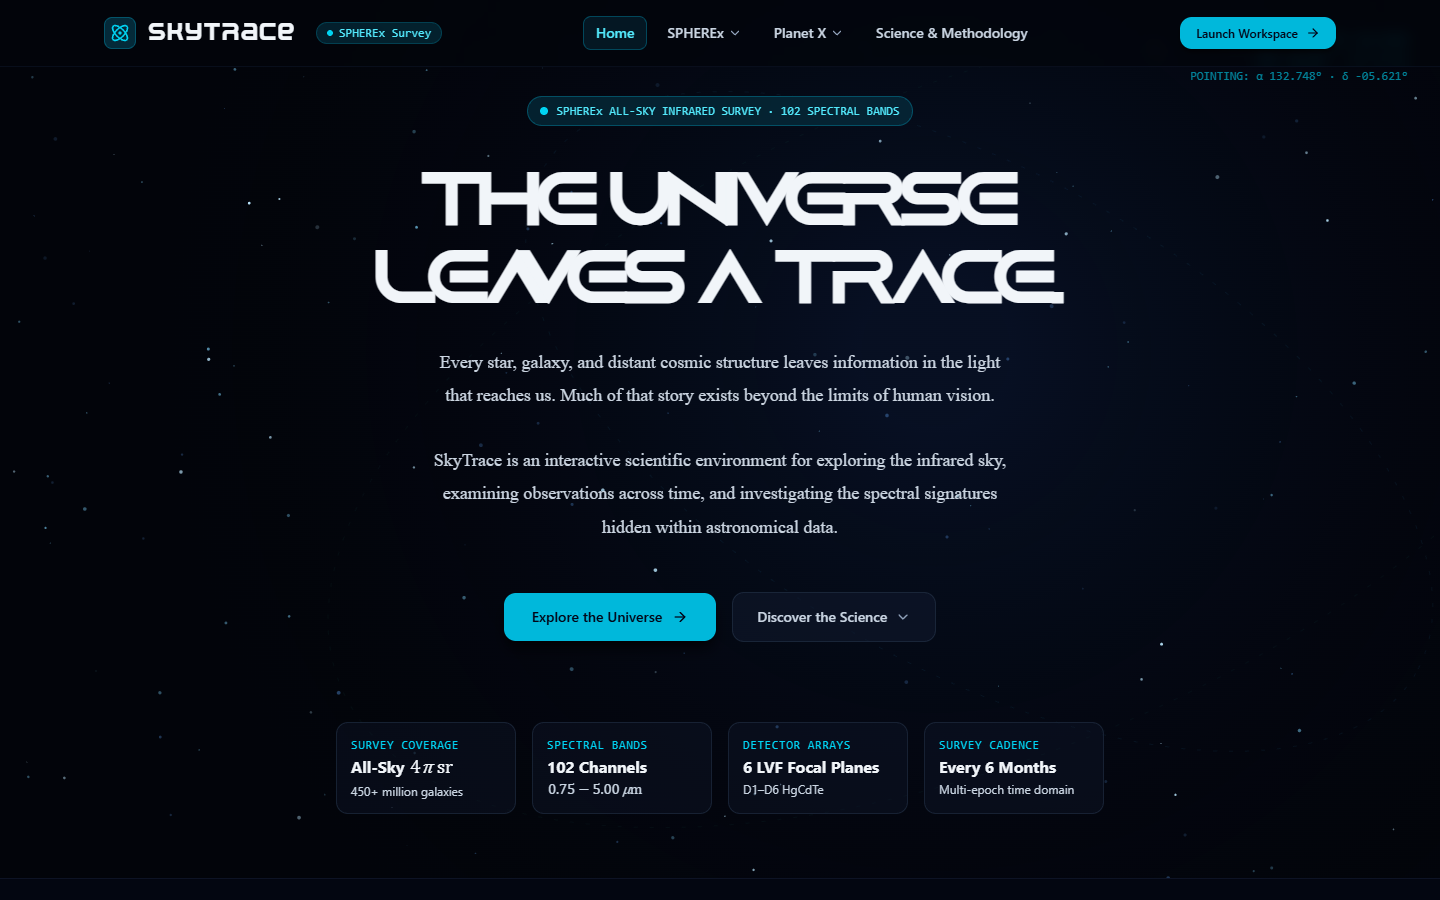 SKYTRACE
SPHEREx Survey
Home
SPHEREx
Planet X
Science & Methodology
Launch Workspace
POINTING: α 132.748° · δ -05.621°
SPHEREx ALL-SKY INFRARED SURVEY · 102 SPECTRAL BANDS
THE UNIVERSE
LEAVES A TRACE
Every star, galaxy, and distant cosmic structure leaves information in the light
that reaches us. Much of that story exists beyond the limits of human vision.
SkyTrace is an interactive scientific environment for exploring the infrared sky,
examining observations across time, and investigating the spectral signatures
hidden within astronomical data.
Explore the Universe
Discover the Science
SURVEY COVERAGE
All-Sky 4π sr
450+ million galaxies
SPECTRAL BANDS
102 Channels
0.75 – 5.00 μm
DETECTOR ARRAYS
6 LVF Focal Planes
D1–D6 HgCdTe
SURVEY CADENCE
Every 6 Months
Multi-epoch time domain